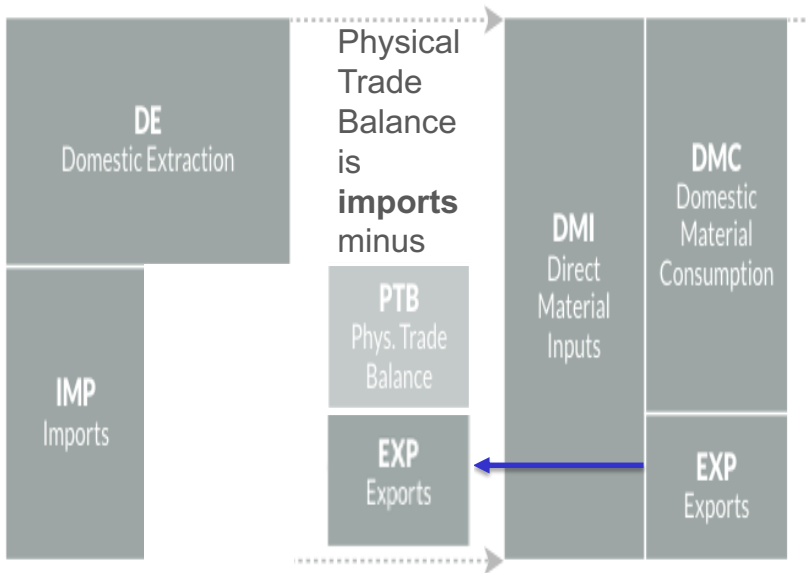 DE
Domestic Extraction
IMP
Imports
Physical
Trade
Balance
is
imports
minus
PTB
Phys. Trade
Balance
EXP
Exports
DMI
Direct
Material
Inputs
DMC
Domestic
Material
Consumption
EXP
Exports